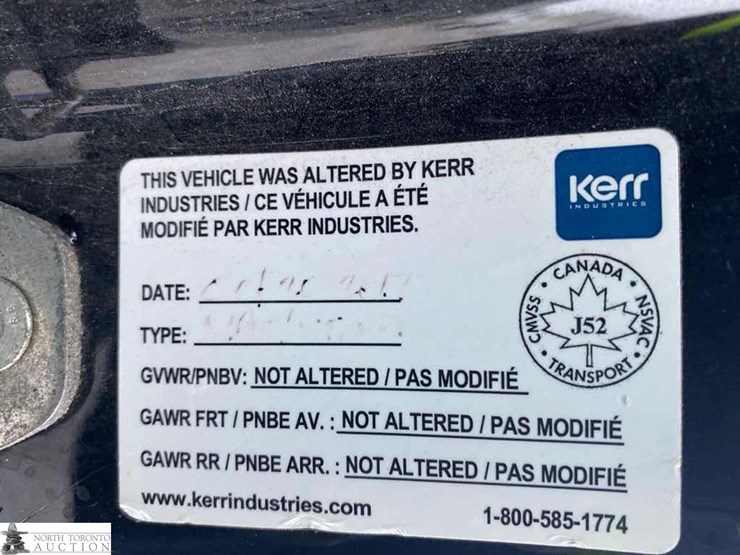 THIS VEHICLE WAS ALTERED BY KERR
INDUSTRIES / CE VÉHICULE A ÉTÉ
MODIFIÉ PAR KERR INDUSTRIES.
Kerr
INDUSTRIES
DATE:
TYPE:
CANADA
CMVSS
J52
NSVAC
TRANSPORT
GVWR/PNBV: NOT ALTERED / PAS MODIFIÉ
GAWR FRT / PNBE AV. : NOT ALTERED / PAS MODIFIÉ
GAWR RR / PNBE ARR. : NOT ALTERED / PAS MODIFIÉ
www.kerrindustries.com 1-800-585-1774
NORTH TORONTO
AUCTION